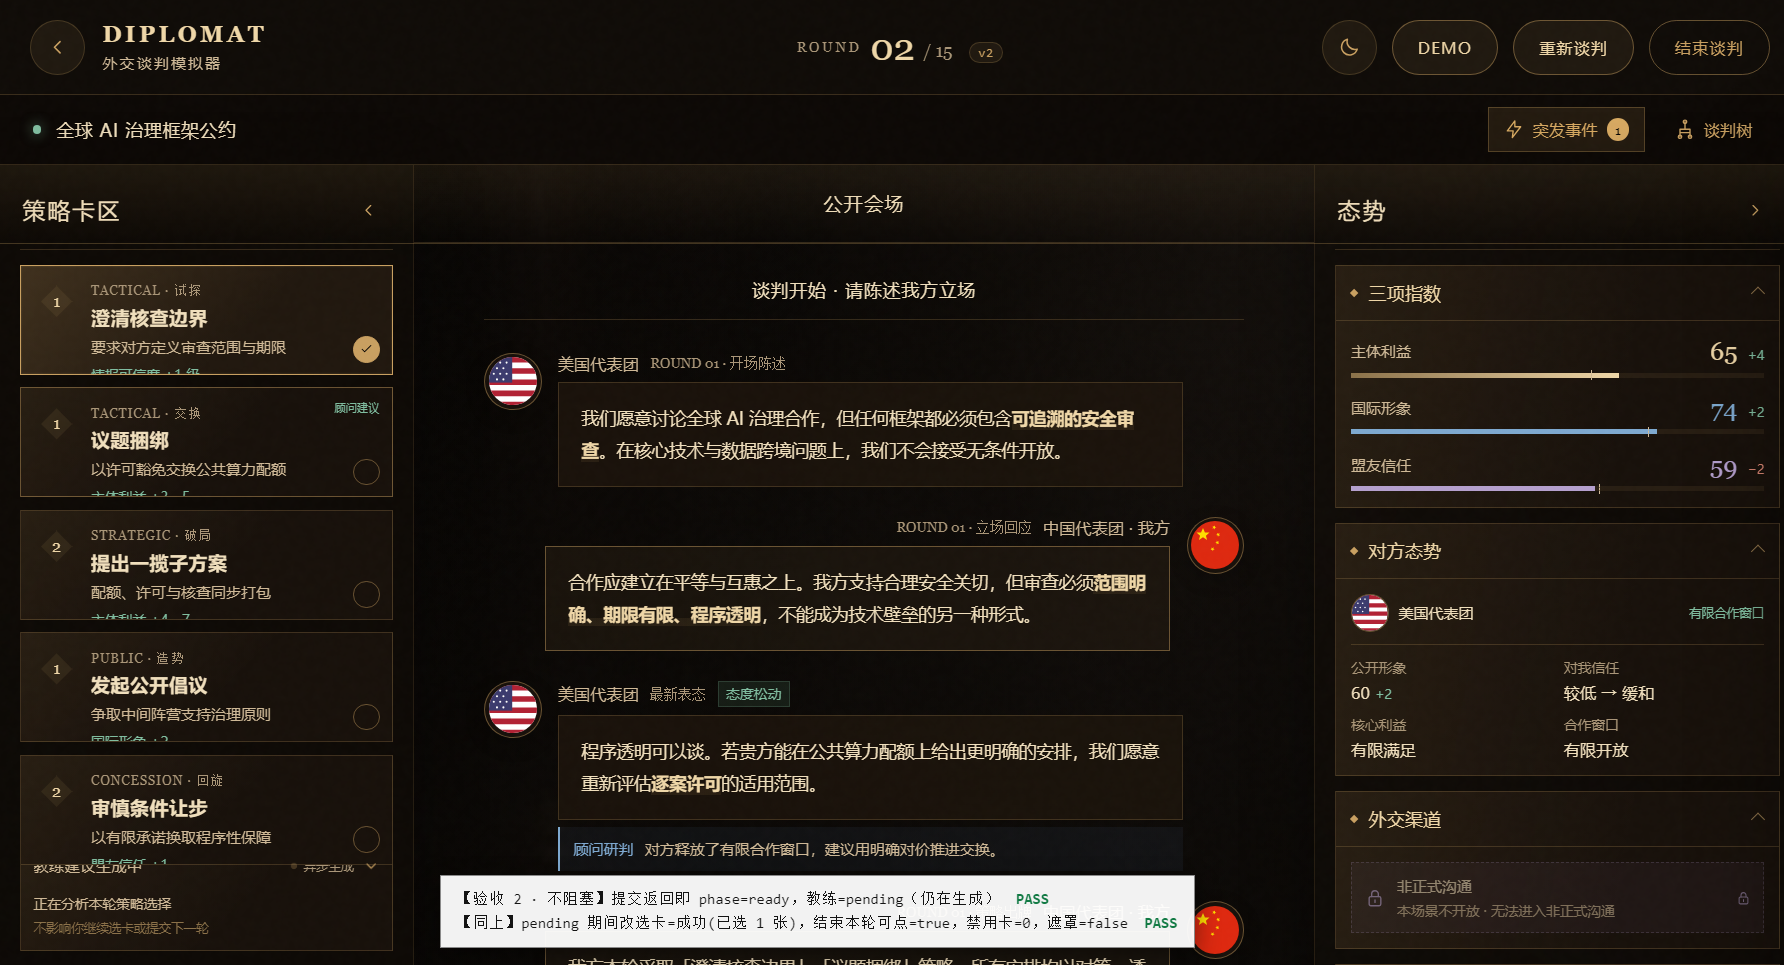 DIPLOMAT
外交谈判模拟器
ROUND 02 / 15 v2
DEMO
重新谈判
结束谈判
全球 AI 治理框架公约
突发事件 1
谈判树
策略卡区
1
TACTICAL · 试探
澄清核查边界
要求对方定义审查范围与期限
情报可信度 +1 级
1
TACTICAL · 交换
顾问建议
议题捆绑
以许可豁免交换公共算力配额
2
STRATEGIC · 破局
提出一揽子方案
配额、许可与核查同步打包
1
PUBLIC · 造势
发起公开倡议
争取中间阵营支持治理原则
2
CONCESSION · 回旋
审慎条件让步
以有限承诺换取程序性保障
教练建议生成中
异步生成
正在分析本轮策略选择
不影响你继续选卡或提交下一轮
公开会场
谈判开始 · 请陈述我方立场
美国代表团 ROUND 01 · 开场陈述
我们愿意讨论全球 AI 治理合作，但任何框架都必须包含可追溯的安全审
查。在核心技术与数据跨境问题上，我们不会接受无条件开放。
ROUND 01 · 立场回应 中国代表团 · 我方
合作应建立在平等与互惠之上。我方支持合理安全关切，但审查必须范围明
确、期限有限、程序透明，不能成为技术壁垒的另一种形式。
美国代表团 最新表态 态度松动
程序透明可以谈。若贵方能在公共算力配额上给出更明确的安排，我们愿意
重新评估逐案许可的适用范围。
顾问研判 对方释放了有限合作窗口，建议用明确对价推进交换。
【验收 2 · 不阻塞】提交返回即 phase=ready，教练=pending（仍在生成） PASS
【同上】pending 期间改选卡=成功(已选 1 张)，结束本轮可点=true，禁用卡=0，遮罩=false PASS
态势
三项指数
主体利益 65 +4
国际形象 74 +2
盟友信任 59 −2
对方态势
美国代表团
有限合作窗口
公开形象
对我信任
60 +2
较低 → 缓和
核心利益
合作窗口
有限满足
有限开放
外交渠道
非正式沟通
本场景不开放 · 无法进入非正式沟通